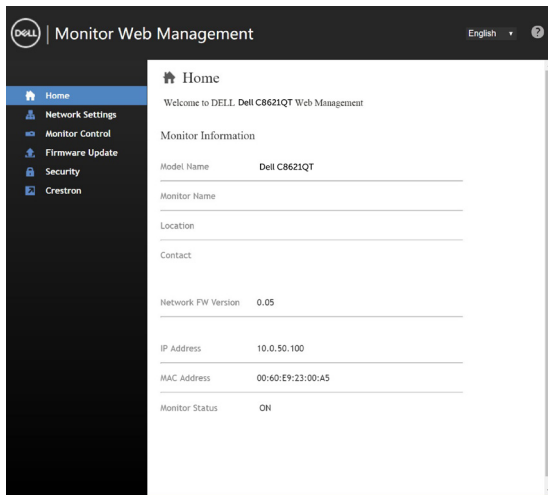 DELL | Monitor Web Management
English
?
Home
Network Settings
Monitor Control
Firmware Update
Security
Crestron
Home
Welcome to DELL Dell C8621QT Web Management
Monitor Information
Model Name Dell C8621QT
Monitor Name
Location
Contact
Network FW Version 0.05
IP Address 10.0.50.100
MAC Address 00:60:E9:23:00:A5
Monitor Status ON